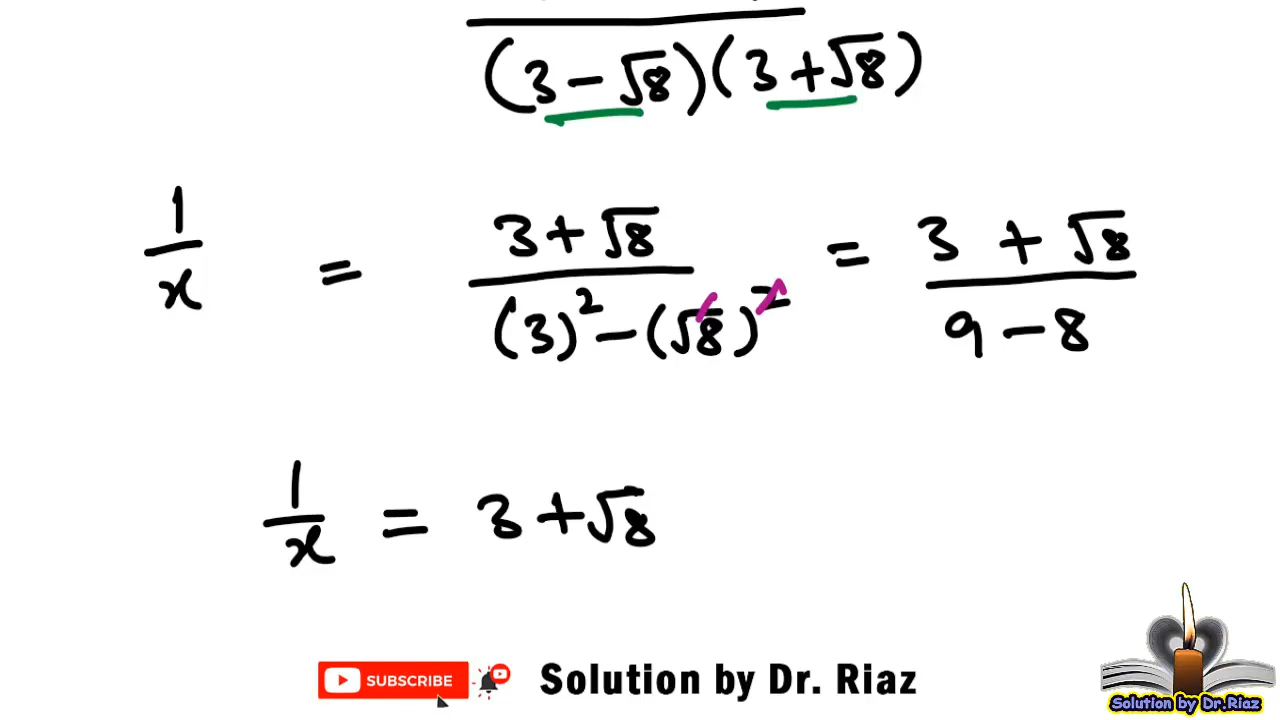 (3 - √8)(3 + √8)
1/x = (3 + √8)/((3)² - (√8)²) = (3 + √8)/(9 - 8)
1/x = 3 + √8
SUBSCRIBE Solution by Dr. Riaz
Solution by Dr.Riaz